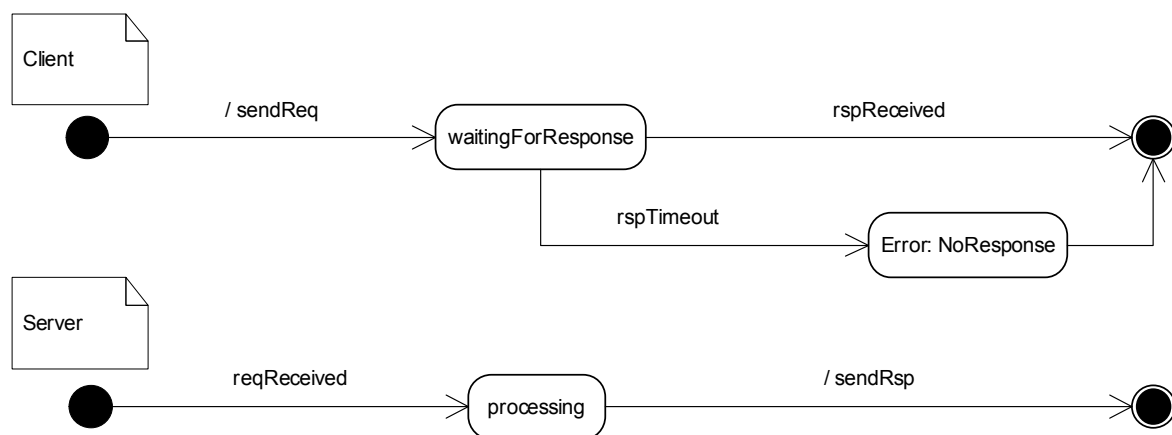 Client
/ sendReq
rspReceived
waitingForResponse
rspTimeout
Error: NoResponse
Server
reqReceived
/ sendRsp
processing